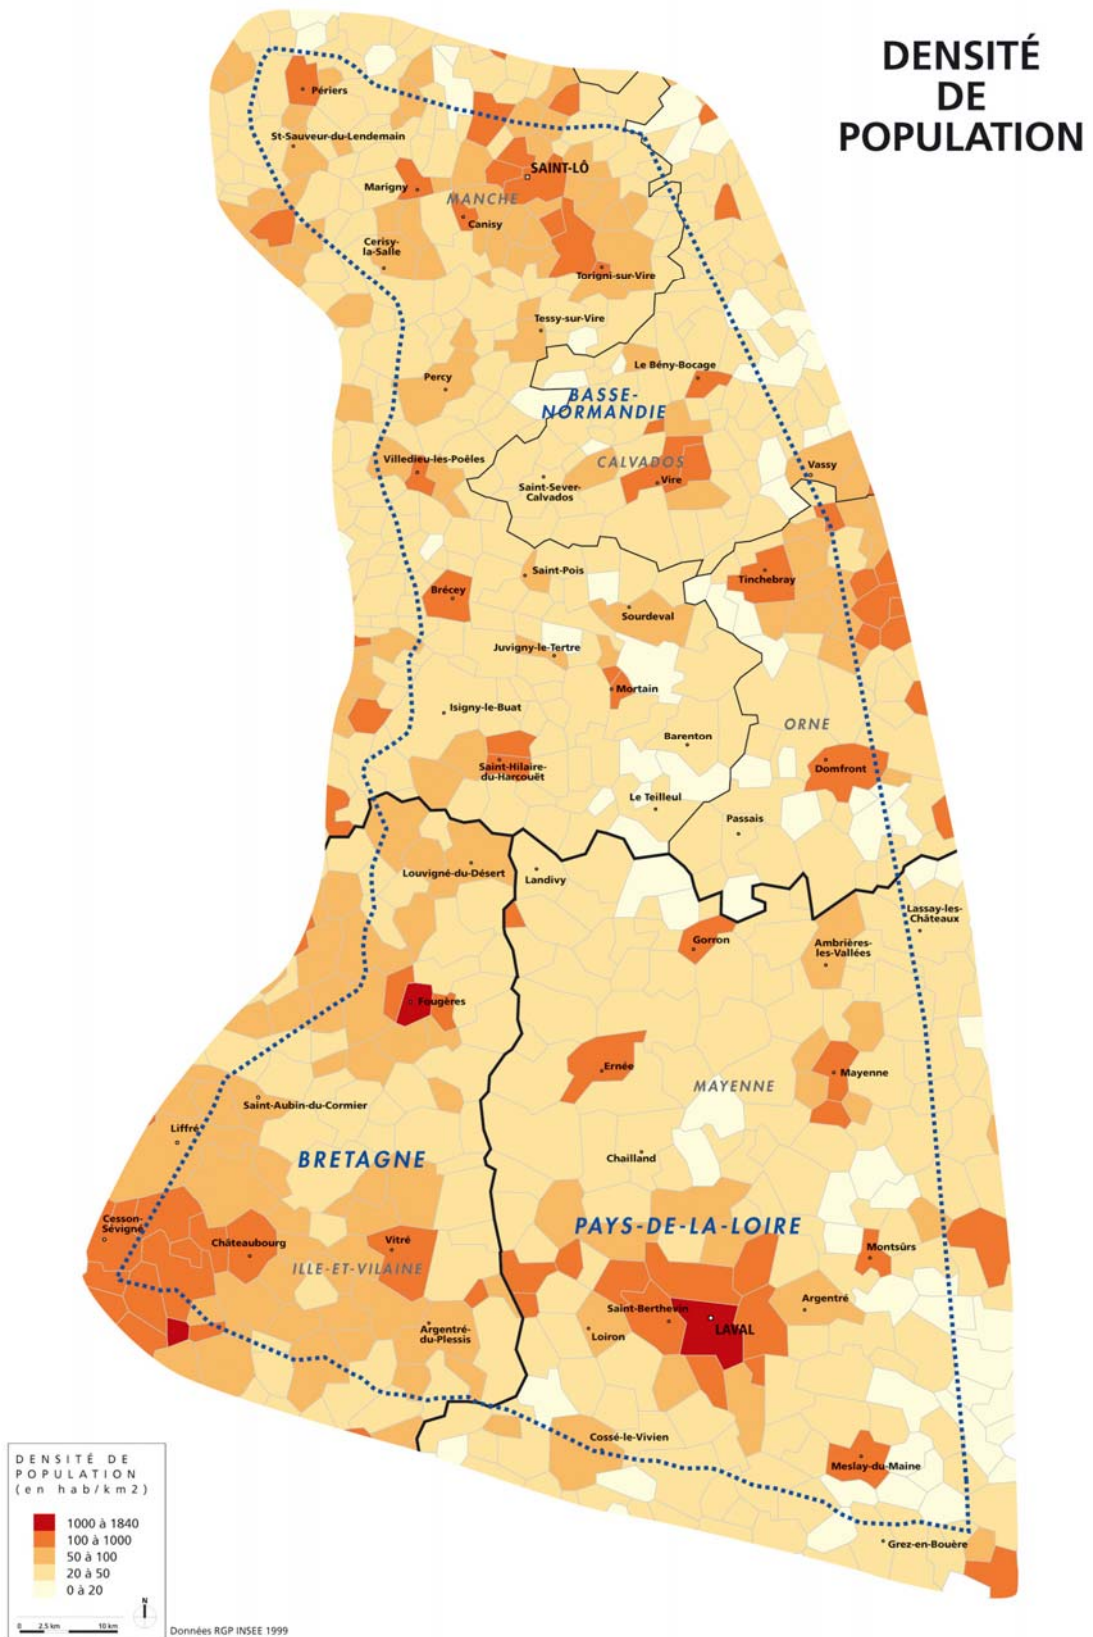 DENSITÉ
DE
POPULATION
Périers
St-Sauveur-du-Lendemain
SAINT-LÔ
Marigny
MANCHE
Canisy
Cerisy-
la-Salle
Torigni-sur-Vire
Tessy-sur-Vire
Le Bény-Bocage
Percy
BASSE-
NORMANDIE
Villedieu-les-Poêles
CALVADOS
Vassy
Vire
Saint-Sever-
Calvados
Saint-Pois
Tinchebray
Brécey
Sourdeval
Juvigny-le-Tertre
Mortain
Isigny-le-Buat
ORNE
Barenton
Saint-Hilaire-
du-Harcouët
Domfront
Le Teilleul
Passais
Louvigné-du-Désert
Landivy
Lassay-les-
Châteaux
Gorron
Ambrières-
les-Vallées
Fougères
Ernée
Mayenne
MAYENNE
Saint-Aubin-du-Cormier
Liffré
BRETAGNE
Chailland
Cesson-
Sévigné
PAYS-DE-LA-LOIRE
Châteaubourg
Vitré
Montsûrs
ILLE-ET-VILAINE
Argentré
Saint-Berthevin
LAVAL
Loiron
Argentré-
du-Plessis
Cossé-le-Vivien
Meslay-du-Maine
Grez-en-Bouère
DENSITÉ DE
POPULATION
(en hab/km2)
1000 à 1840
100 à 1000
50 à 100
20 à 50
0 à 20
N
0 2,5 km 10 km
Données RGP INSEE 1999